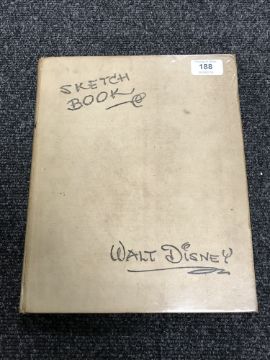 188
SKETCH
BOOK
WALT DISNEY